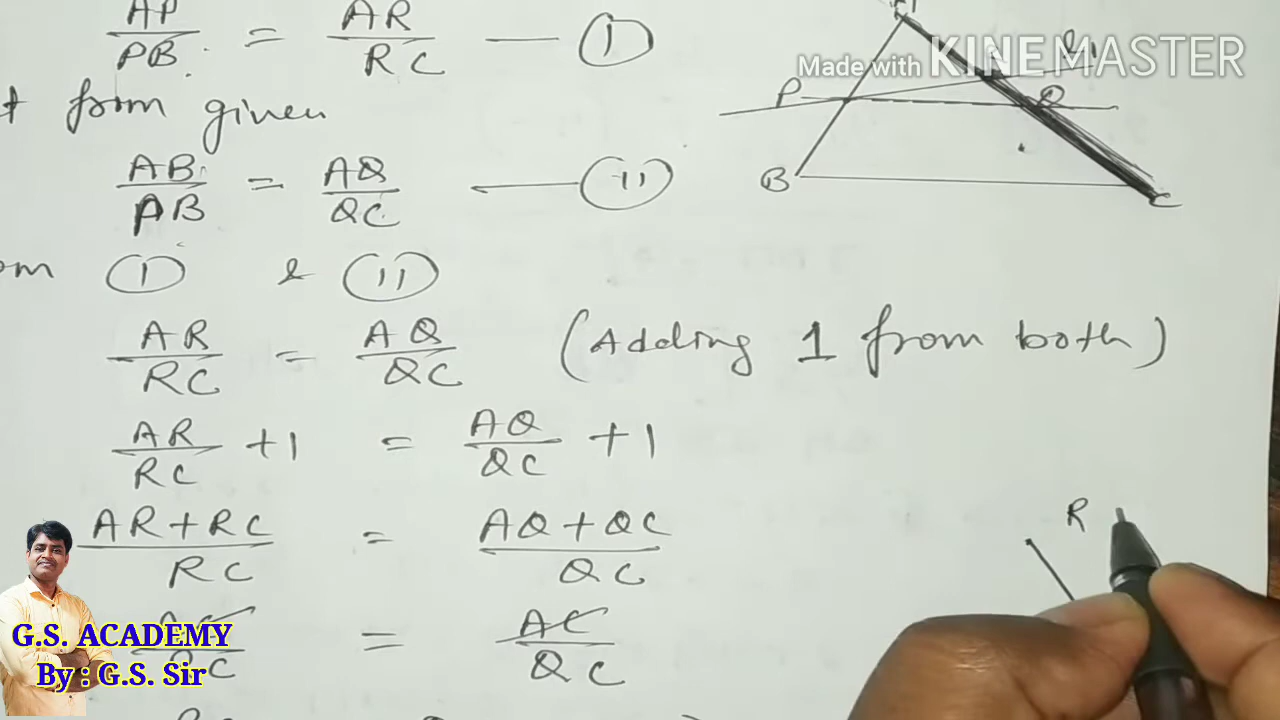 AP/PB = AR/RC — (I)
from given
AB/AB = AQ/QC — (II)
(I) & (II)
AR/RC = AQ/QC (Adding 1 from both)
AR/RC + 1 = AQ/QC + 1
AR+RC/RC = AQ+QC/QC
AC/QC
=
Made with KINEMASTER
P
Q
B
C
R
G.S. ACADEMY
By : G.S. Sir